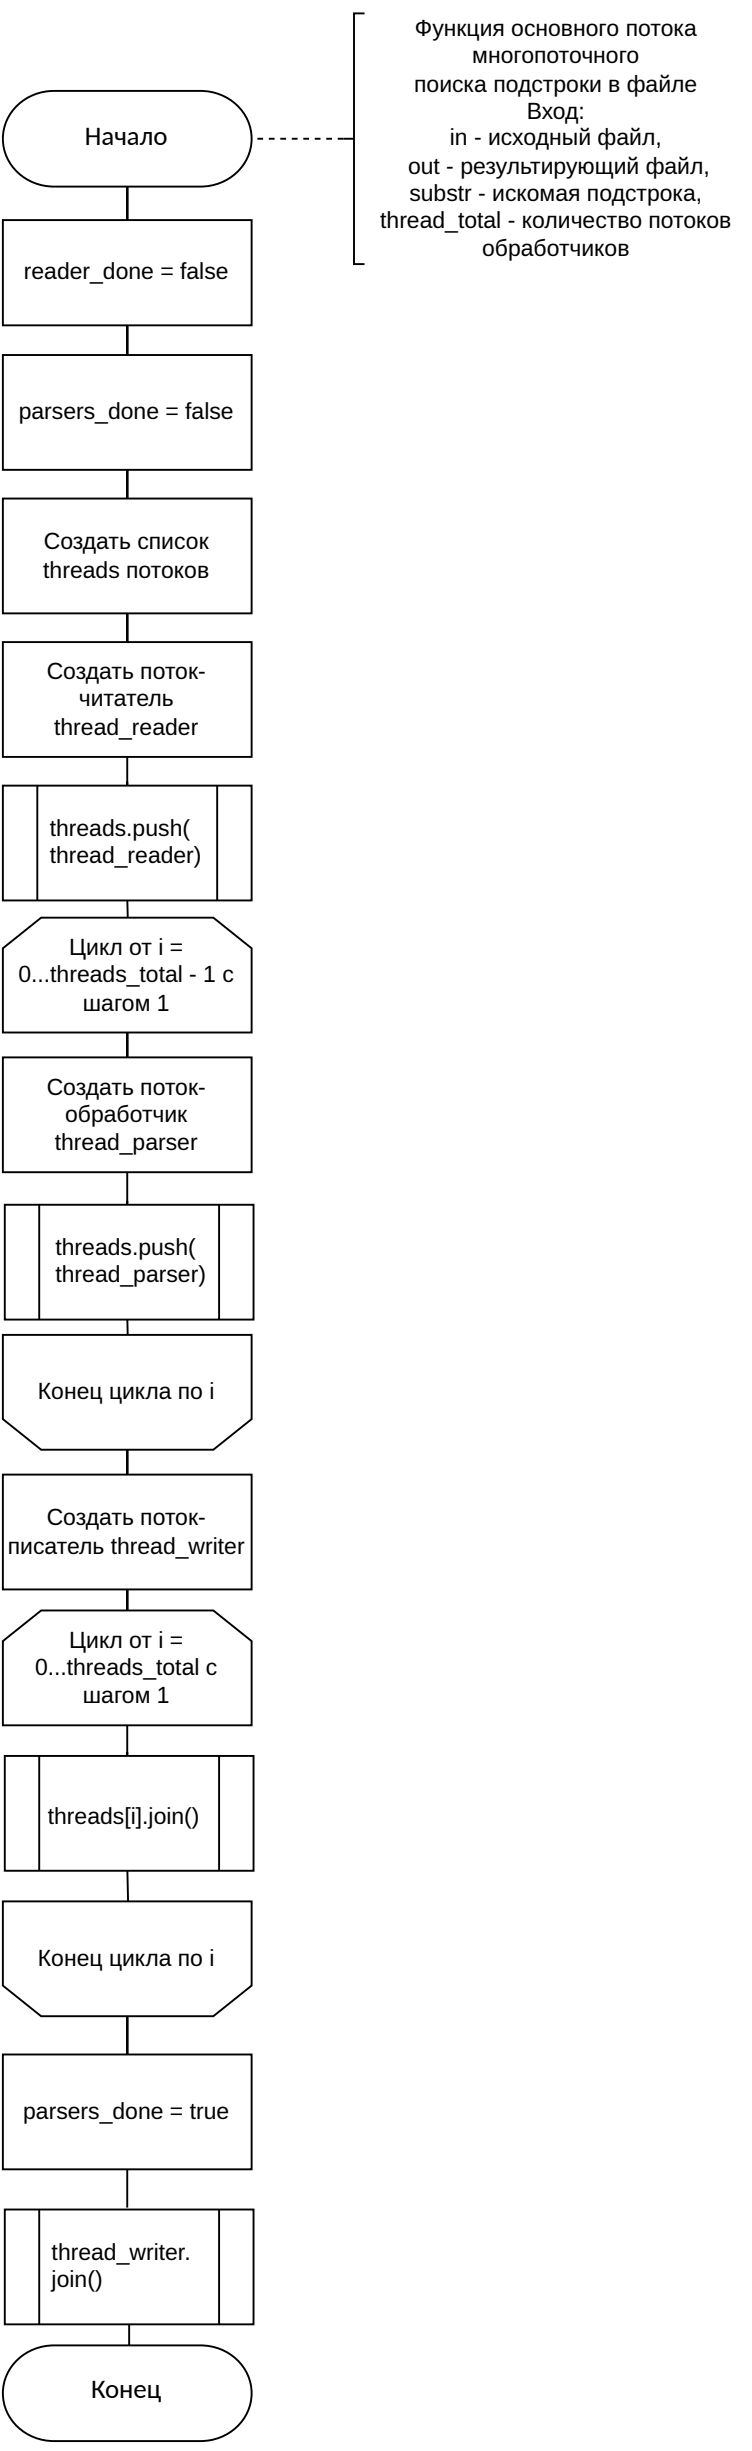 Функция основного потока
многопоточного
поиска подстроки в файле
Вход:
in - исходный файл,
out - результирующий файл,
substr - искомая подстрока,
thread_total - количество потоков
обработчиков
Начало
reader_done = false
parsers_done = false
Создать список
threads потоков
Создать поток-
читатель
thread_reader
threads.push(
thread_reader)
Цикл от i =
0...threads_total - 1 с
шагом 1
Создать поток-
обработчик
thread_parser
threads.push(
thread_parser)
Конец цикла по i
Создать поток-
писатель thread_writer
Цикл от i =
0...threads_total с
шагом 1
threads[i].join()
Конец цикла по i
parsers_done = true
thread_writer.
join()
Конец